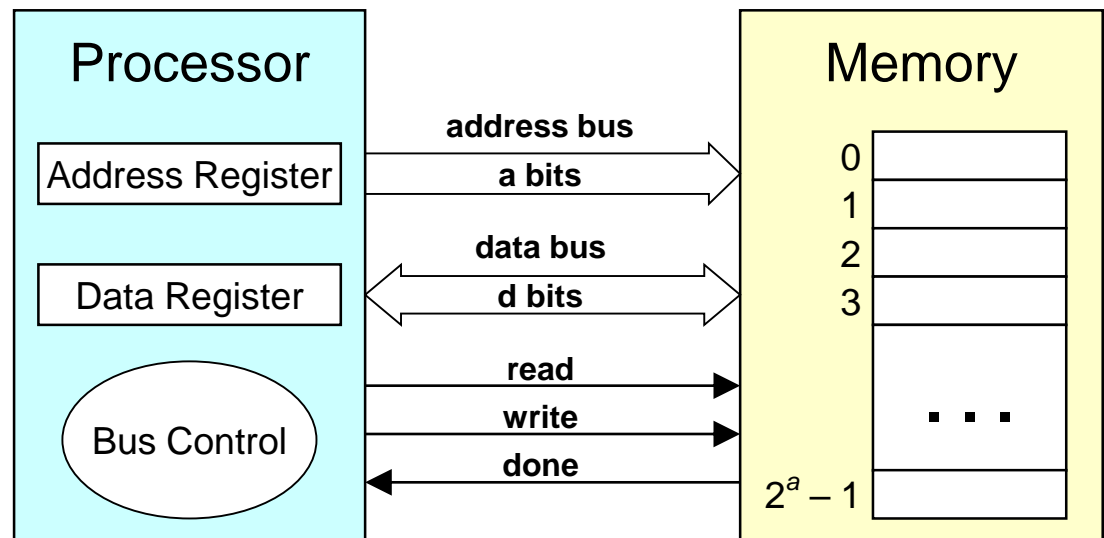 Processor
Address Register
Data Register
Bus Control
address bus
a bits
data bus
d bits
read
write
done
Memory
0
1
2
3
. . .
2ᵃ – 1